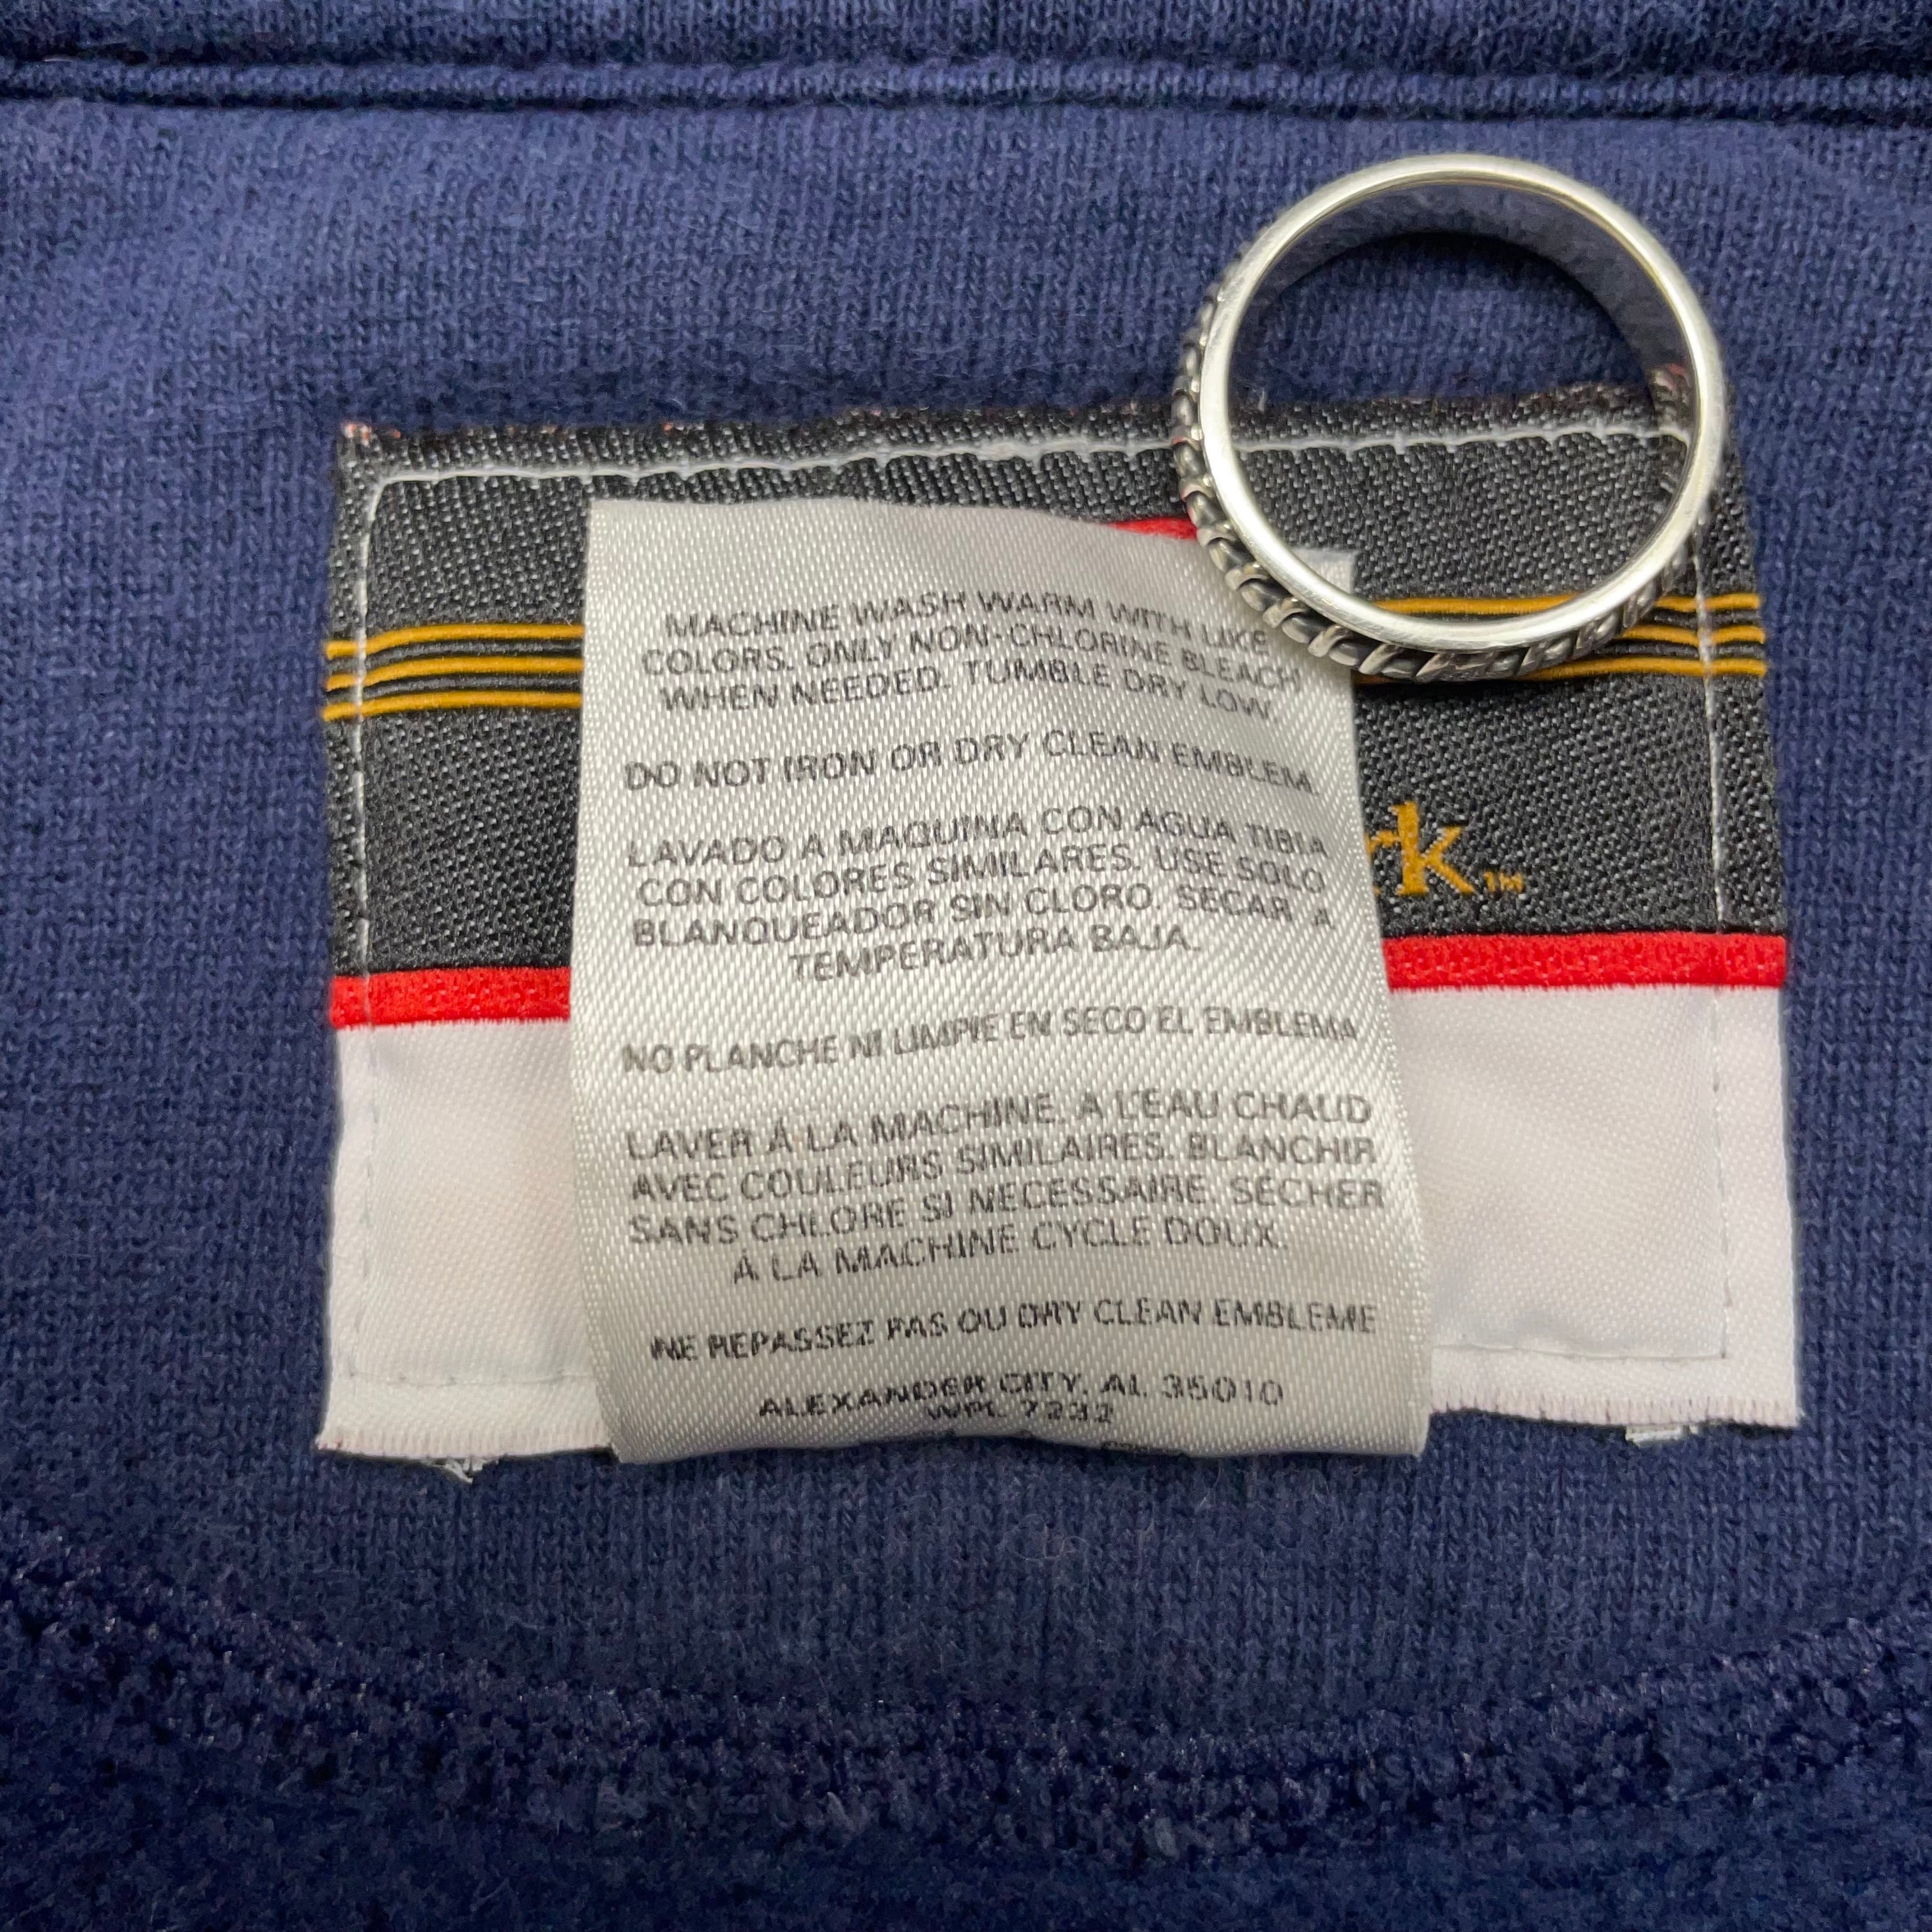 MACHINE WASH WARM WITH LIKE
COLORS. ONLY NON-CHLORINE BLEACH
WHEN NEEDED. TUMBLE DRY LOW.
DO NOT IRON OR DRY CLEAN EMBLEM
LAVADO A MAQUINA CON AGUA TIBIA
CON COLORES SIMILARES. USE SOLO
BLANQUEADOR SIN CLORO. SECAR A
TEMPERATURA BAJA.
rk™
NO PLANCHE NI LIMPIE EN SECO EL EMBLEMA
LAVER À LA MACHINE. A L'EAU CHAUD
AVEC COULEURS SIMILAIRES. BLANCHIR
SANS CHLORE SI NECESSAIRE. SÉCHER
À LA MACHINE CYCLE DOUX.
NE REPASSEZ PAS OU DRY CLEAN EMBLEME
ALEXANDER CITY, AL 35010
WPL 7232